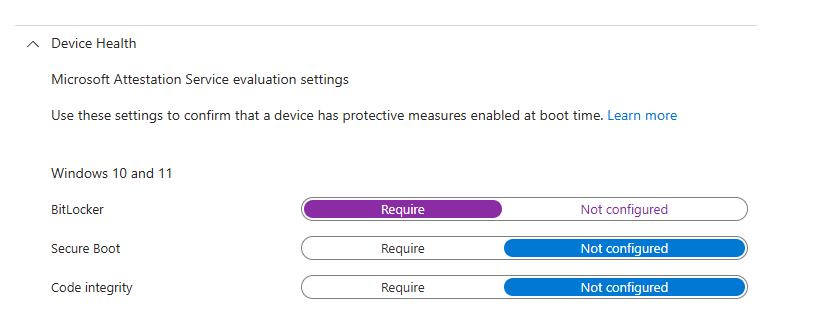 Device Health
Microsoft Attestation Service evaluation settings
Use these settings to confirm that a device has protective measures enabled at boot time. Learn more
Windows 10 and 11
BitLocker Require Not configured
Secure Boot Require Not configured
Code integrity Require Not configured